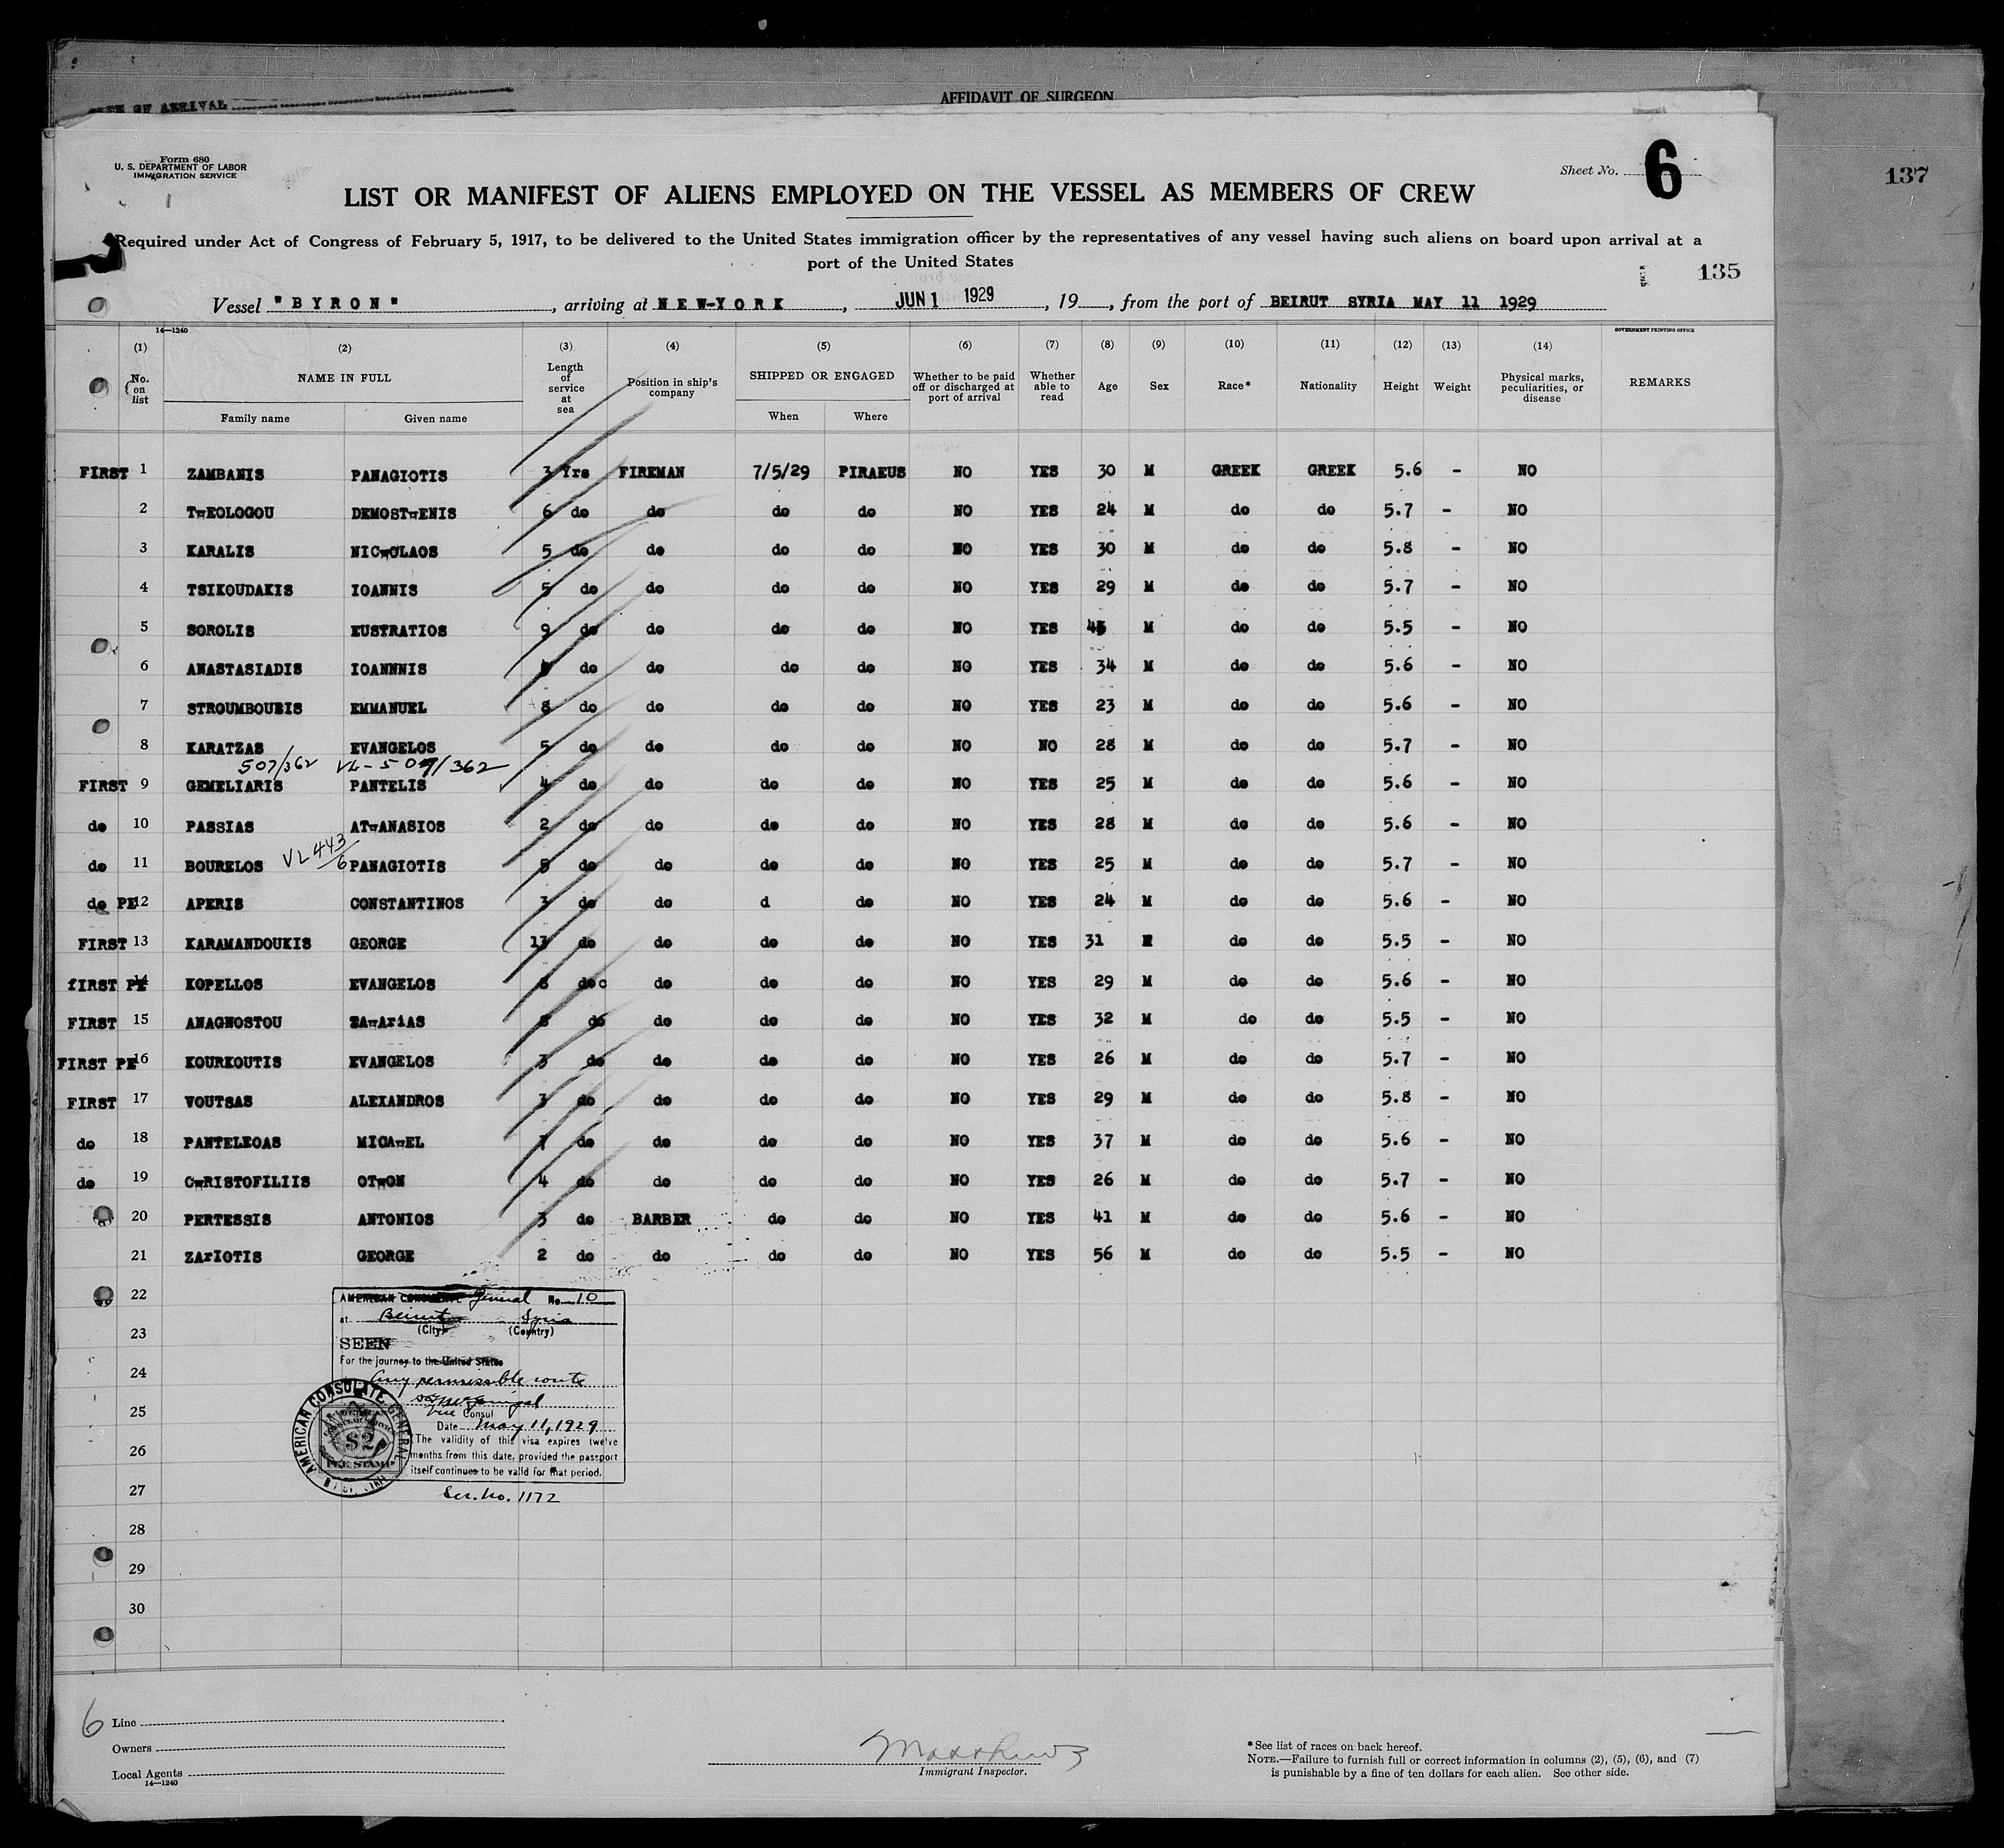 AFFIDAVIT OF SURGEON
OF ARRIVAL
137
Form 680
U. S. DEPARTMENT OF LABOR
IMMIGRATION SERVICE
Sheet No. 6
LIST OR MANIFEST OF ALIENS EMPLOYED ON THE VESSEL AS MEMBERS OF CREW
Required under Act of Congress of February 5, 1917, to be delivered to the United States immigration officer by the representatives of any vessel having such aliens on board upon arrival at a
port of the United States
135
Vessel "BYRON", arriving at NEW-YORK, JUN 1 1929, 19, from the port of BEIRUT SYRIA MAY 11 1929
14—1240 GOVERNMENT PRINTING OFFICE
(1) (2) (3) (4) (5) (6) (7) (8) (9) (10) (11) (12) (13) (14)
No. on list NAME IN FULL Length of service at sea Position in ship's company SHIPPED OR ENGAGED Whether to be paid off or discharged at port of arrival Whether able to read Age Sex Race* Nationality Height Weight Physical marks, peculiarities, or disease REMARKS
Family name Given name When Where
FIRST 1 ZAMBANIS PANAGIOTIS 3 Yrs FIREMAN 7/5/29 PIRAEUS NO YES 30 M GREEK GREEK 5.6 - NO
2 THEOLOGOU DEMOSTHENIS 6 do do do do NO YES 24 M do do 5.7 - NO
3 KARALIS NICHOLAOS 5 do do do do NO YES 30 M do do 5.8 - NO
4 TSIKOUDAKIS IOANNIS 5 do do do do NO YES 29 M do do 5.7 - NO
5 SOROLIS EUSTRATIOS 9 do do do do NO YES 45 M do do 5.5 - NO
6 ANASTASIADIS IOANNNIS do do do do NO YES 34 M do do 5.6 - NO
7 STROUMBOULIS EMMANUEL 8 do do do do NO YES 23 M do do 5.6 - NO
8 KARATZAS EVANGELOS 5 do do do do NO NO 28 M do do 5.7 - NO
507/362 VL-507/362
FIRST 9 GEMELIARIS PANTELIS 4 do do do do NO YES 25 M do do 5.6 - NO
do 10 PASSIAS ATHANASIOS 2 do do do do NO YES 28 M do do 5.6 - NO
VL 443/6
do 11 BOURELOS PANAGIOTIS 5 do do do do NO YES 25 M do do 5.7 - NO
do PE 12 APERIS CONSTANTINOS 3 do do d do NO YES 24 M do do 5.6 - NO
FIRST 13 KARAMANDOUKIS GEORGE 13 do do do do NO YES 31 M do do 5.5 - NO
fIRST PE 14 KOPELLOS EVANGELOS 8 doc do do do NO YES 29 M do do 5.6 - NO
FIRST 15 ANAGNOSTOU ZAHAriAS 8 do do do do NO YES 32 M do do 5.5 - NO
FIRST PE 16 KOURKOUTIS EVANGELOS 3 do do do do NO YES 26 M do do 5.7 - NO
FIRST 17 VOUTSAS ALEXANDROS 3 do do do do NO YES 29 M do do 5.8 - NO
do 18 PANTELEOAS MICAHEL 7 do do do do NO YES 37 M do do 5.6 - NO
do 19 CHRISTOFILIIS OTHON 4 do do do do NO YES 26 M do do 5.7 - NO
20 PERTESSIS ANTONIOS 3 do BARBER do do NO YES 41 M do do 5.6 - NO
21 ZArIOTIS GEORGE 2 do do do do NO YES 56 M do do 5.5 - NO
22
23
24
25
26
27
28
29
30
AMERICAN CONSULATE General No. 10
at Beirut Syria
(City) (Country)
SEEN
For the journey to the United States
Any permissible route
Vice Consul
Date May 11, 1929
The validity of this visa expires twelve
months from this date, provided the passport
itself continues to be valid for that period.
AMERICAN CONSULATE GENERAL
$2
FEE STAMP
Ser. No. 1172
6
Line
Owners
Local Agents
14—1240
Matthews
Immigrant Inspector.
*See list of races on back hereof.
NOTE.—Failure to furnish full or correct information in columns (2), (5), (6), and (7)
is punishable by a fine of ten dollars for each alien. See other side.